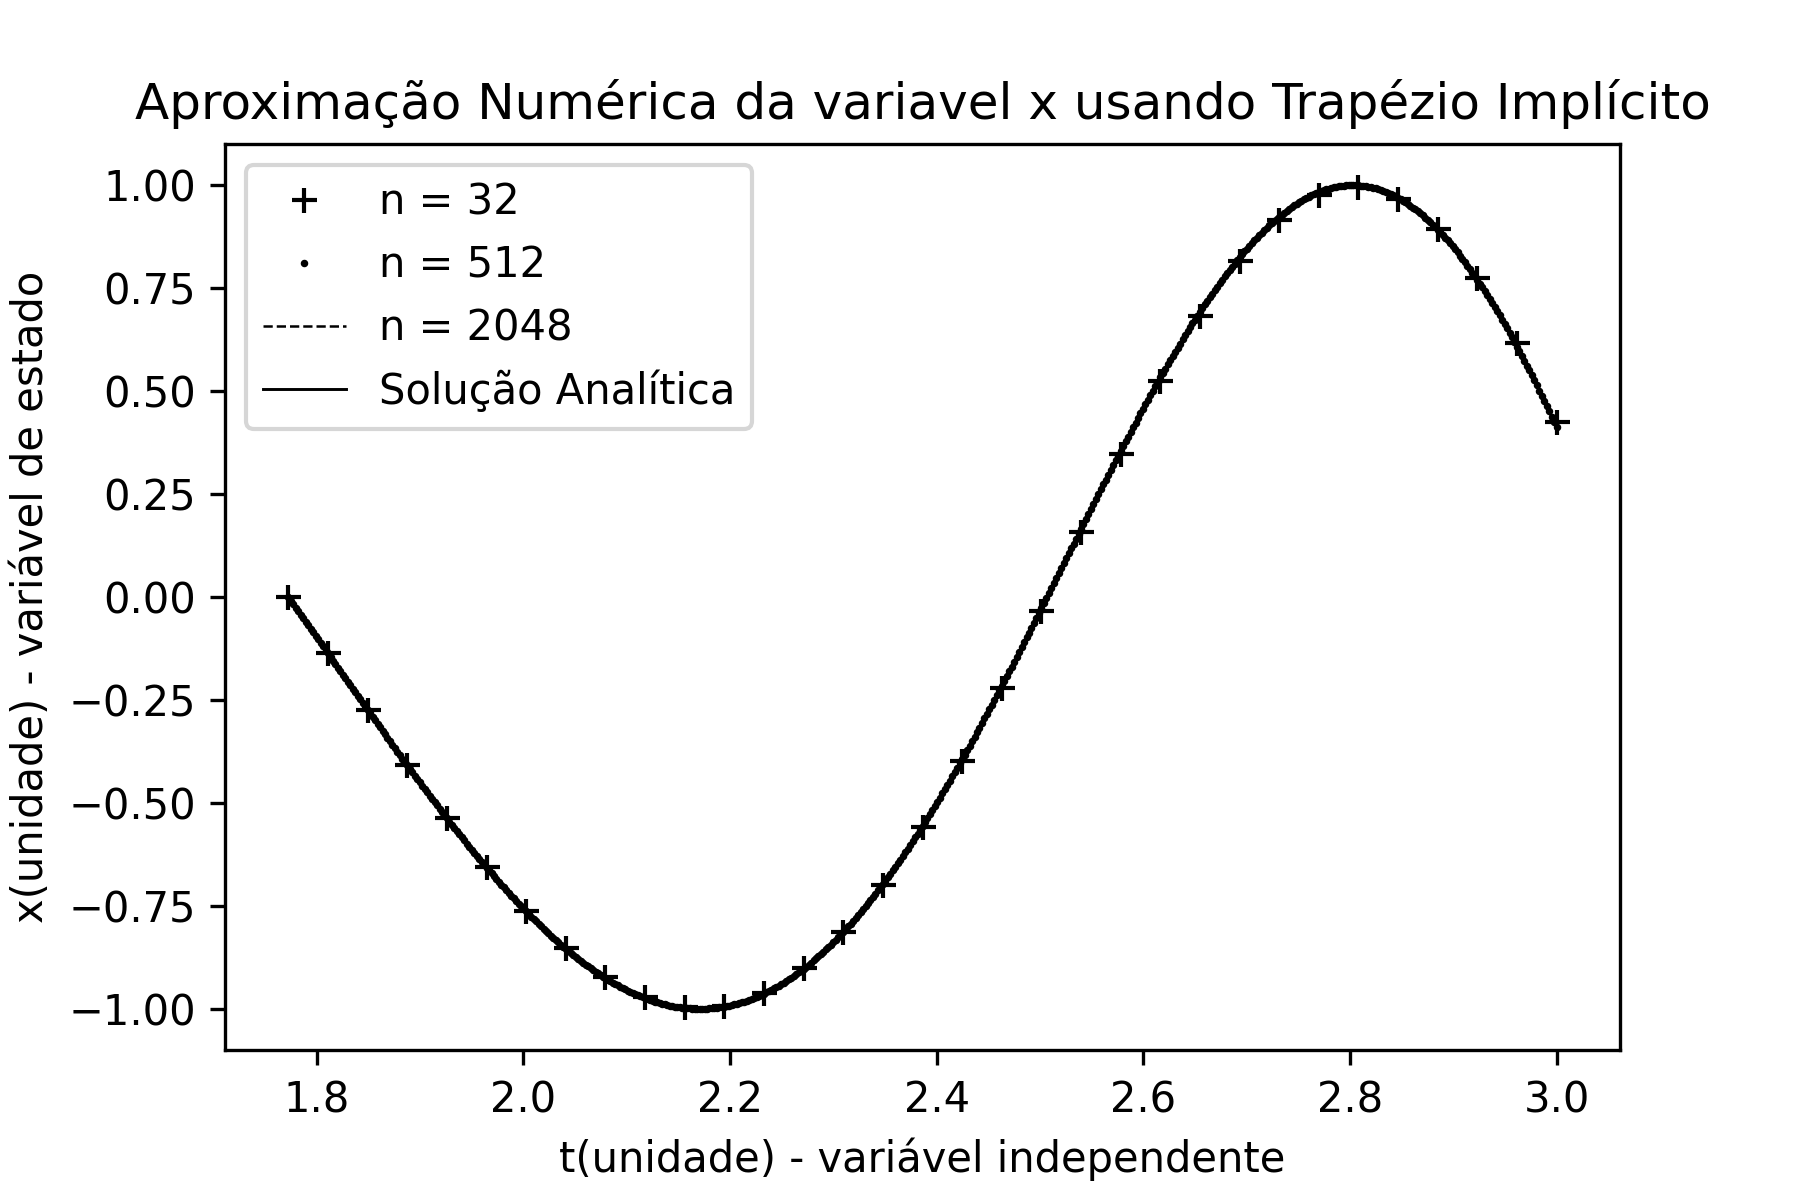 Aproximação Numérica da variavel x usando Trapézio Implícito
n = 32
n = 512
n = 2048
Solução Analítica
x(unidade) - variável de estado
1.00
0.75
0.50
0.25
0.00
−0.25
−0.50
−0.75
−1.00
1.8 2.0 2.2 2.4 2.6 2.8 3.0
t(unidade) - variável independente